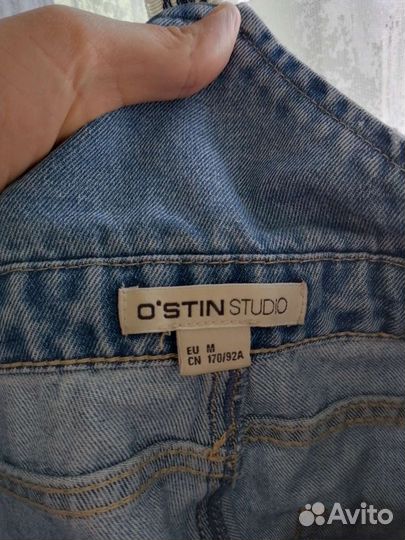 O'STIN STUDIO
EU M
CN 170/92A
Avito